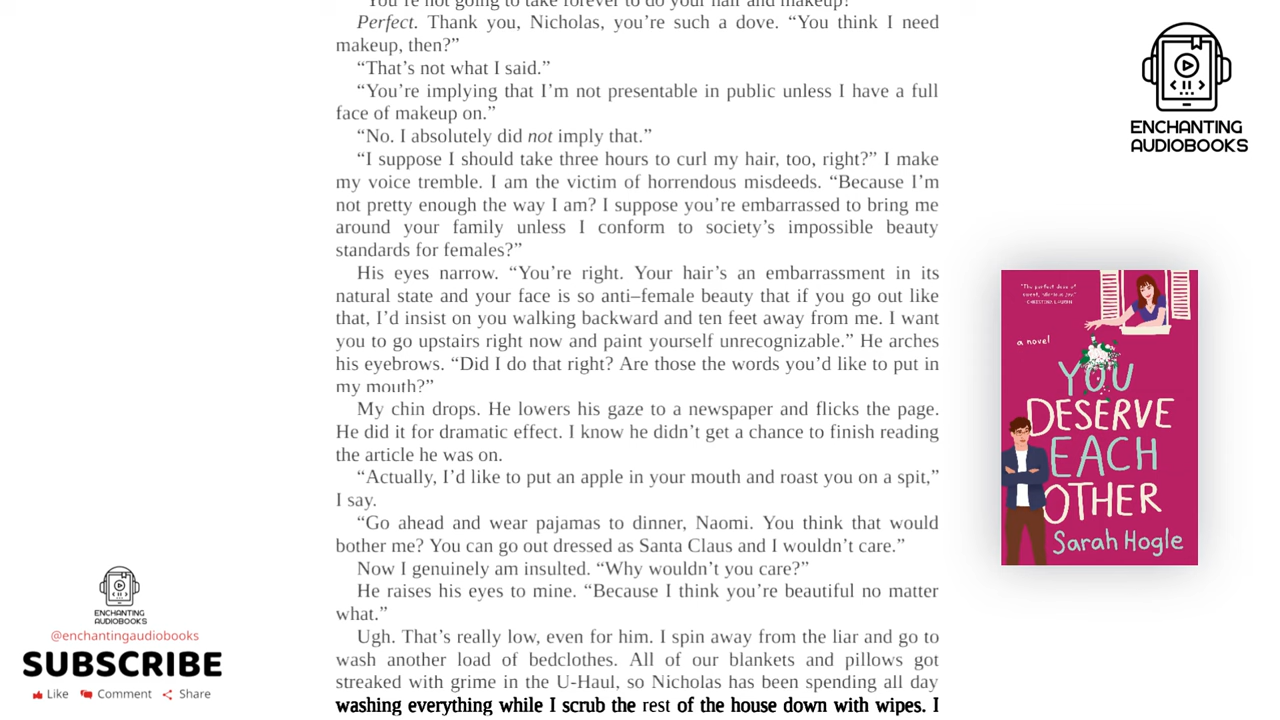 “You’re not going to take forever to do your hair and makeup?”
Perfect. Thank you, Nicholas, you’re such a dove. “You think I need
makeup, then?”
“That’s not what I said.”
“You’re implying that I’m not presentable in public unless I have a full
face of makeup on.”
“No. I absolutely did not imply that.”
“I suppose I should take three hours to curl my hair, too, right?” I make
my voice tremble. I am the victim of horrendous misdeeds. “Because I’m
not pretty enough the way I am? I suppose you’re embarrassed to bring me
around your family unless I conform to society’s impossible beauty
standards for females?”
His eyes narrow. “You’re right. Your hair’s an embarrassment in its
natural state and your face is so anti–female beauty that if you go out like
that, I’d insist on you walking backward and ten feet away from me. I want
you to go upstairs right now and paint yourself unrecognizable.” He arches
his eyebrows. “Did I do that right? Are those the words you’d like to put in
my mouth?”
My chin drops. He lowers his gaze to a newspaper and flicks the page.
He did it for dramatic effect. I know he didn’t get a chance to finish reading
the article he was on.
“Actually, I’d like to put an apple in your mouth and roast you on a spit,”
I say.
“Go ahead and wear pajamas to dinner, Naomi. You think that would
bother me? You can go out dressed as Santa Claus and I wouldn’t care.”
Now I genuinely am insulted. “Why wouldn’t you care?”
He raises his eyes to mine. “Because I think you’re beautiful no matter
what.”
Ugh. That’s really low, even for him. I spin away from the liar and go to
wash another load of bedclothes. All of our blankets and pillows got
streaked with grime in the U-Haul, so Nicholas has been spending all day
washing everything while I scrub the rest of the house down with wipes. I
ENCHANTING
AUDIOBOOKS
a novel
YOU
DESERVE
EACH
OTHER
Sarah Hogle
ENCHANTING
AUDIOBOOKS
@enchantingaudiobooks
SUBSCRIBE
Like Comment Share